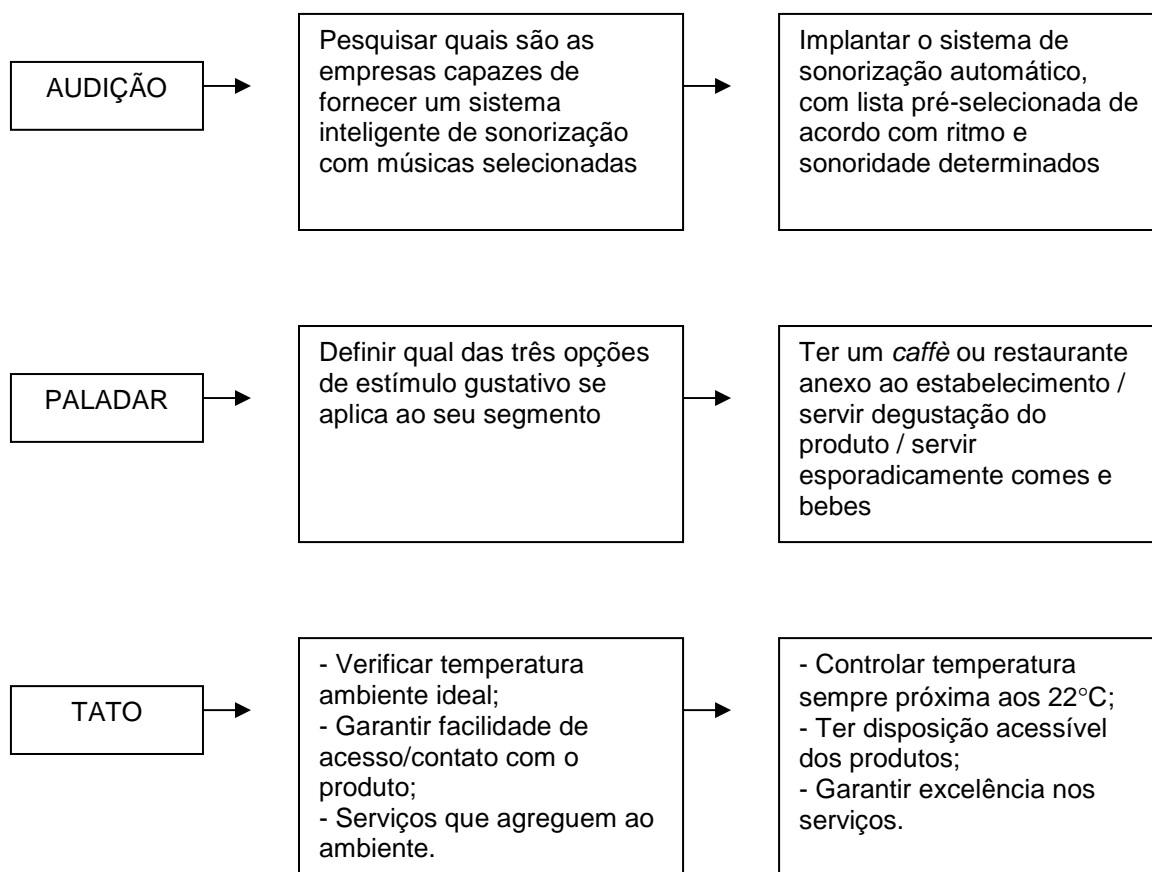 AUDIÇÃO
Pesquisar quais são as
empresas capazes de
fornecer um sistema
inteligente de sonorização
com músicas selecionadas
Implantar o sistema de
sonorização automático,
com lista pré-selecionada de
acordo com ritmo e
sonoridade determinados
PALADAR
Definir qual das três opções
de estímulo gustativo se
aplica ao seu segmento
Ter um caffè ou restaurante
anexo ao estabelecimento /
servir degustação do
produto / servir
esporadicamente comes e
bebes
TATO
- Verificar temperatura
ambiente ideal;
- Garantir facilidade de
acesso/contato com o
produto;
- Serviços que agreguem ao
ambiente.
- Controlar temperatura
sempre próxima aos 22°C;
- Ter disposição acessível
dos produtos;
- Garantir excelência nos
serviços.